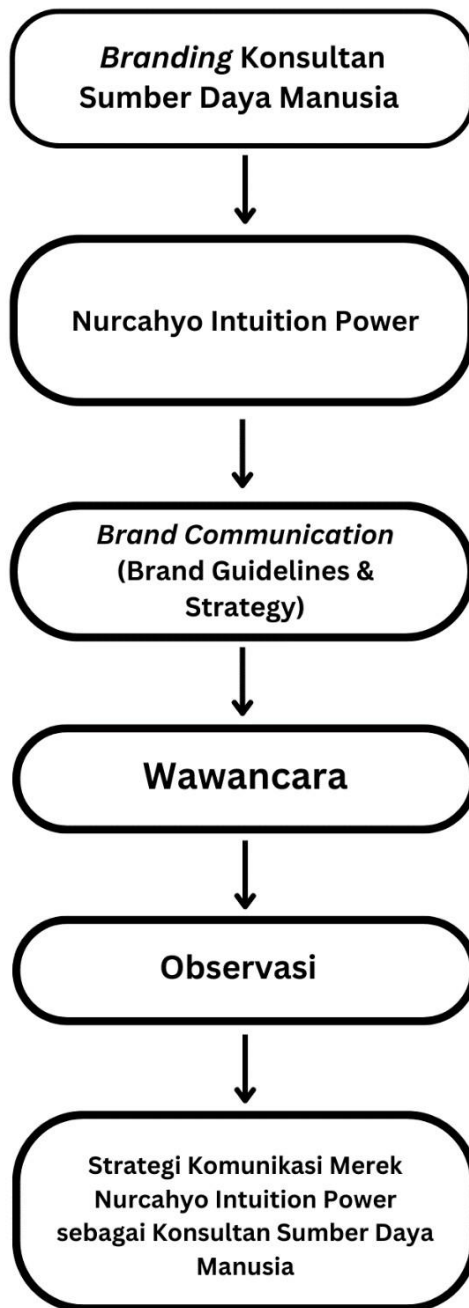 Branding Konsultan
Sumber Daya Manusia
Nurcahyo Intuition Power
Brand Communication
(Brand Guidelines &
Strategy)
Wawancara
Observasi
Strategi Komunikasi Merek
Nurcahyo Intuition Power
sebagai Konsultan Sumber Daya
Manusia